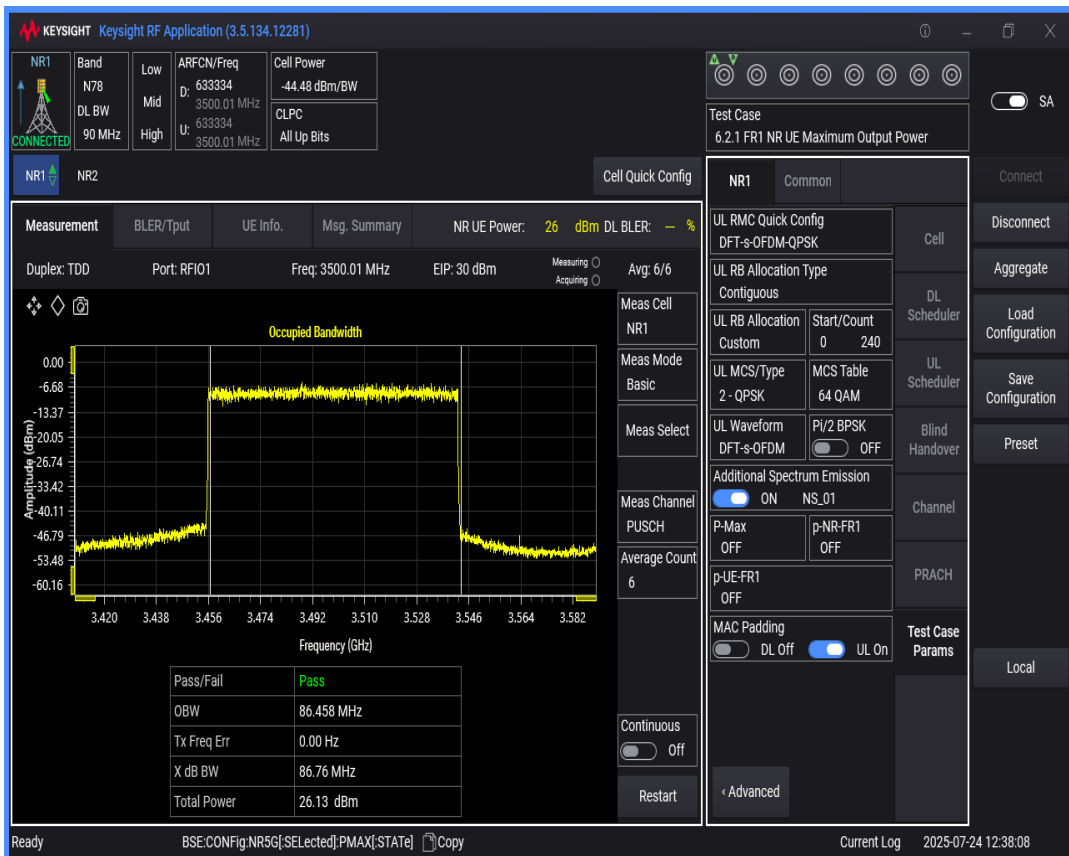 KEYSIGHT Keysight RF Application (3.5.134.12281)
NR1
CONNECTED
Band
N78
DL BW
90 MHz
Low
Mid
High
ARFCN/Freq
D: 633334
3500.01 MHz
U: 633334
3500.01 MHz
Cell Power
-44.48 dBm/BW
CLPC
All Up Bits
Test Case
6.2.1 FR1 NR UE Maximum Output Power
SA
NR1 NR2 Cell Quick Config
Measurement BLER/Tput UE Info. Msg. Summary NR UE Power: 26 dBm DL BLER: -- %
Duplex: TDD Port: RFIO1 Freq: 3500.01 MHz EIP: 30 dBm Measuring Acquiring Avg: 6/6
Occupied Bandwidth
Amplitude (dBm)
0.00
-6.68
-13.37
-20.05
-26.74
-33.42
-40.11
-46.79
-53.48
-60.16
3.420 3.438 3.456 3.474 3.492 3.510 3.528 3.546 3.564 3.582
Frequency (GHz)
Pass/Fail Pass
OBW 86.458 MHz
Tx Freq Err 0.00 Hz
X dB BW 86.76 MHz
Total Power 26.13 dBm
Meas Cell
NR1
Meas Mode
Basic
Meas Select
Meas Channel
PUSCH
Average Count
6
Continuous
Off
Restart
NR1 Common
UL RMC Quick Config
DFT-s-OFDM-QPSK
UL RB Allocation Type
Contiguous
UL RB Allocation Start/Count
Custom 0 240
UL MCS/Type MCS Table
2 - QPSK 64 QAM
UL Waveform Pi/2 BPSK
DFT-s-OFDM OFF
Additional Spectrum Emission
ON NS_01
P-Max p-NR-FR1
OFF OFF
p-UE-FR1
OFF
MAC Padding
DL Off UL On
‹ Advanced
Cell
DL
Scheduler
UL
Scheduler
Blind
Handover
Channel
PRACH
Test Case
Params
Connect
Disconnect
Aggregate
Load
Configuration
Save
Configuration
Preset
Local
Ready BSE:CONFig:NR5G[:SELected]:PMAX[:STATe] Copy Current Log 2025-07-24 12:38:08